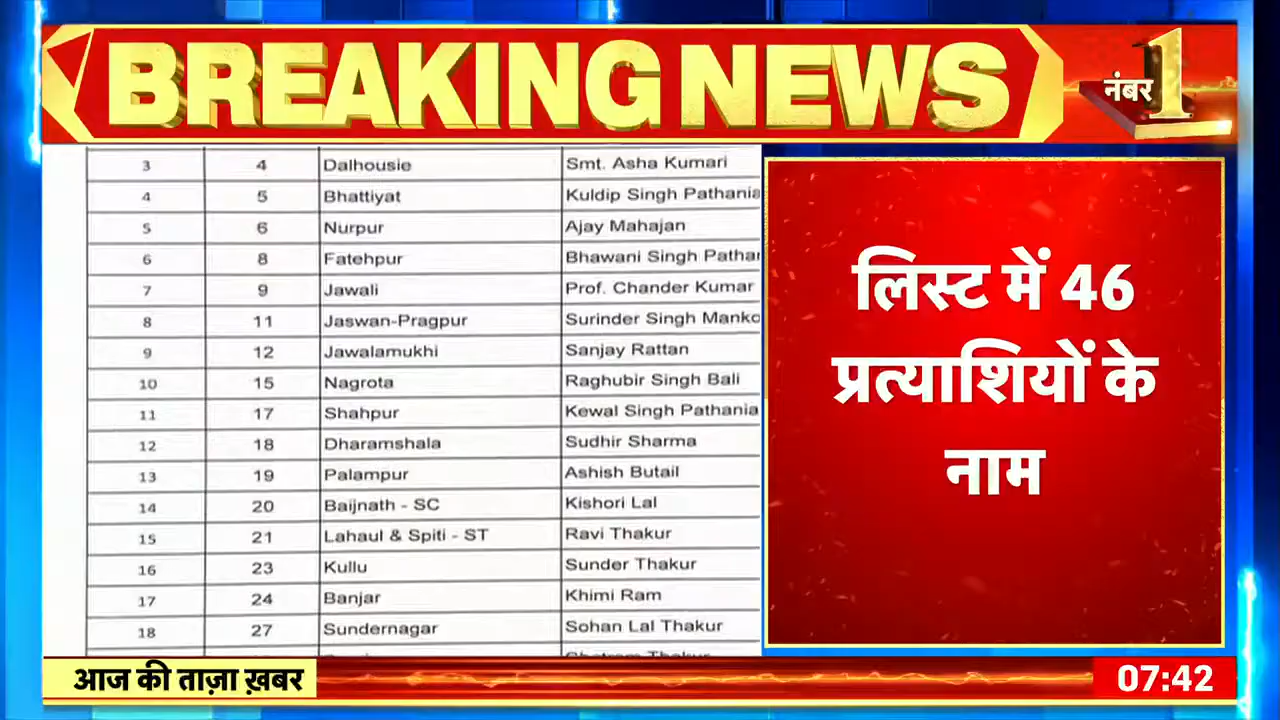 BREAKING NEWS
नंबर 1
3 4 Dalhousie Smt. Asha Kumari
4 5 Bhattiyat Kuldip Singh Pathania
5 6 Nurpur Ajay Mahajan
6 8 Fatehpur Bhawani Singh
7 9 Jawali Prof. Chander Kumar
8 11 Jaswan-Pragpur Surinder Singh
9 12 Jawalamukhi Sanjay Rattan
10 15 Nagrota Raghubir Singh Bali
11 17 Shahpur Kewal Singh Pathania
12 18 Dharamshala Sudhir Sharma
13 19 Palampur Ashish Butail
14 20 Baijnath - SC Kishori Lal
15 21 Lahaul & Spiti - ST Ravi Thakur
16 23 Kullu Sunder Thakur
17 24 Banjar Khimi Ram
18 27 Sundernagar Sohan Lal Thakur
लिस्ट में 46
प्रत्याशियों के
नाम
आज की ताज़ा ख़बर
07:42